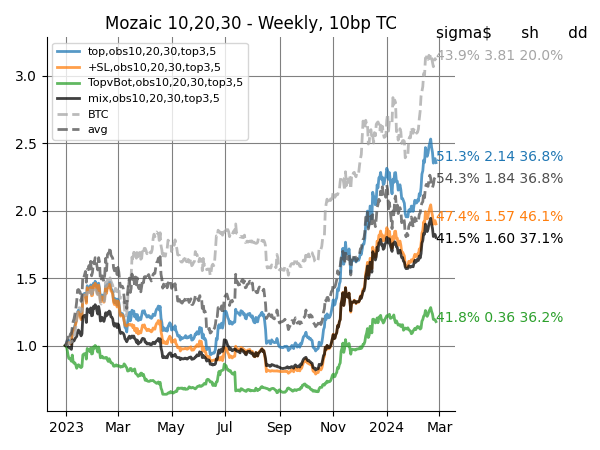 Mozaic 10,20,30 - Weekly, 10bp TC
sigma$ sh dd
top,obs10,20,30,top3,5
+SL,obs10,20,30,top3,5
TopvBot,obs10,20,30,top3,5
mix,obs10,20,30,top3,5
BTC
avg
43.9% 3.81 20.0%
51.3% 2.14 36.8%
54.3% 1.84 36.8%
47.4% 1.57 46.1%
41.5% 1.60 37.1%
41.8% 0.36 36.2%
3.0
2.5
2.0
1.5
1.0
2023 Mar May Jul Sep Nov 2024 Mar